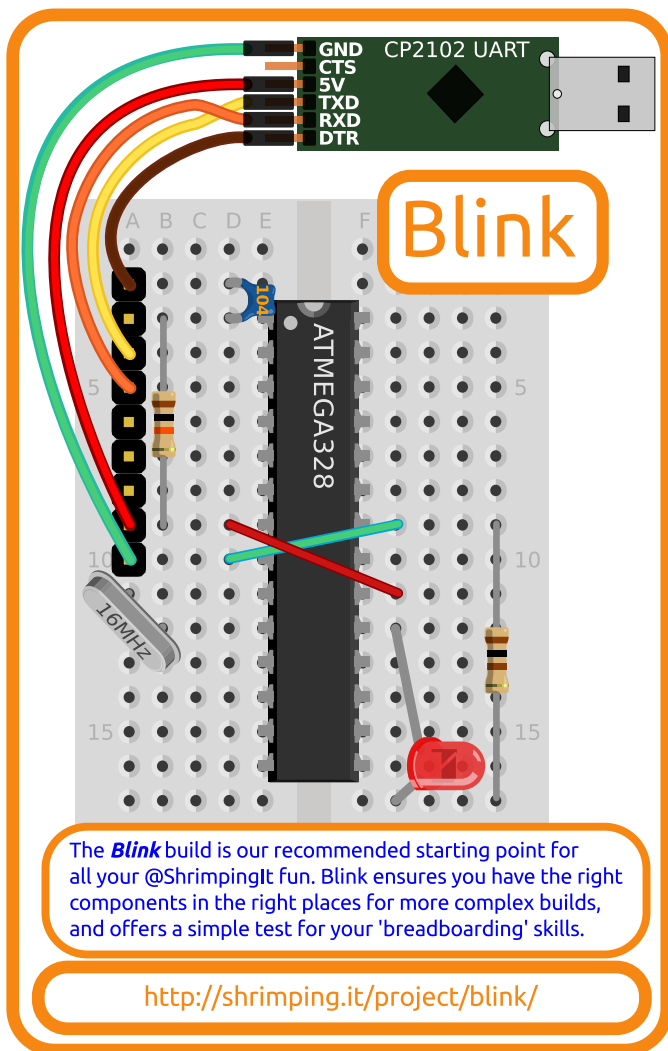 GND
CTS
5V
TXD
RXD
DTR
CP2102 UART
Blink
A B C D E F
104
ATMEGA328
5 5
10 10
16MHz
15 15
The Blink build is our recommended starting point for
all your @ShrimpingIt fun. Blink ensures you have the right
components in the right places for more complex builds,
and offers a simple test for your 'breadboarding' skills.
http://shrimping.it/project/blink/